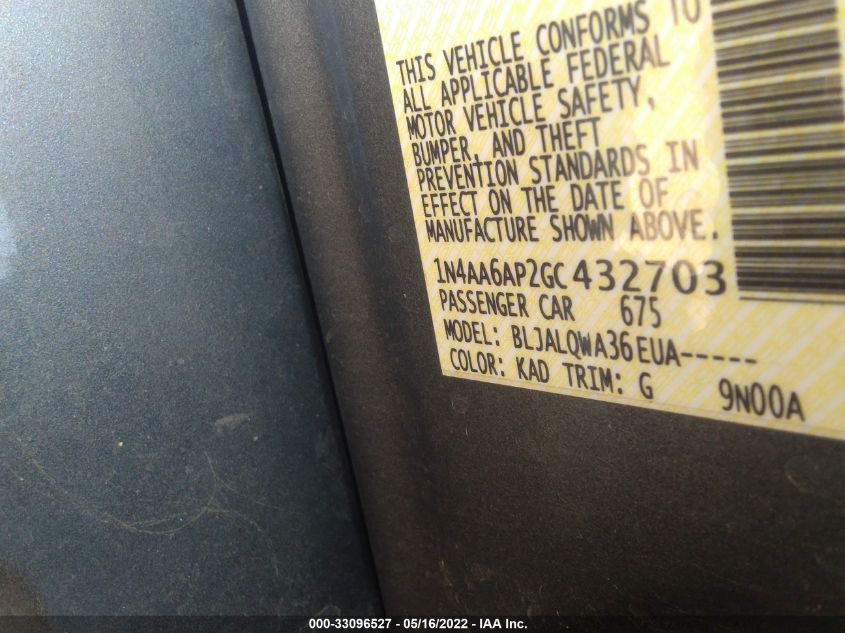 THIS VEHICLE CONFORMS TO
ALL APPLICABLE FEDERAL
MOTOR VEHICLE SAFETY,
BUMPER, AND THEFT
PREVENTION STANDARDS IN
EFFECT ON THE DATE OF
MANUFACTURE SHOWN ABOVE.
1N4AA6AP2GC432703
PASSENGER CAR 675
MODEL: BLJALQWA36EUA-----
COLOR: KAD TRIM: G 9N00A
000-33096527 - 05/16/2022 - IAA Inc.